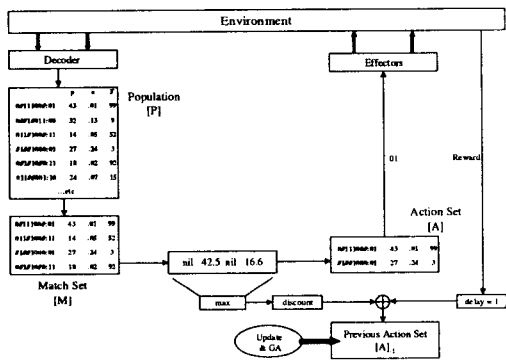 Environment
Decoder
Effectors
p
F
43 .01 99
32 .13 9
14 .05 52
27 .24 3
18 .02 92
24 .07 15
...etc
Population
[P]
01
Reward
43 .01 99
14 .05 52
27 .24 3
18 .02 92
Match Set
[M]
nil 42.5 nil 16.6
Action Set
[A]
43 .01 99
27 .24 3
max
discount
delay = 1
Update
& GA
Previous Action Set
[A]-1